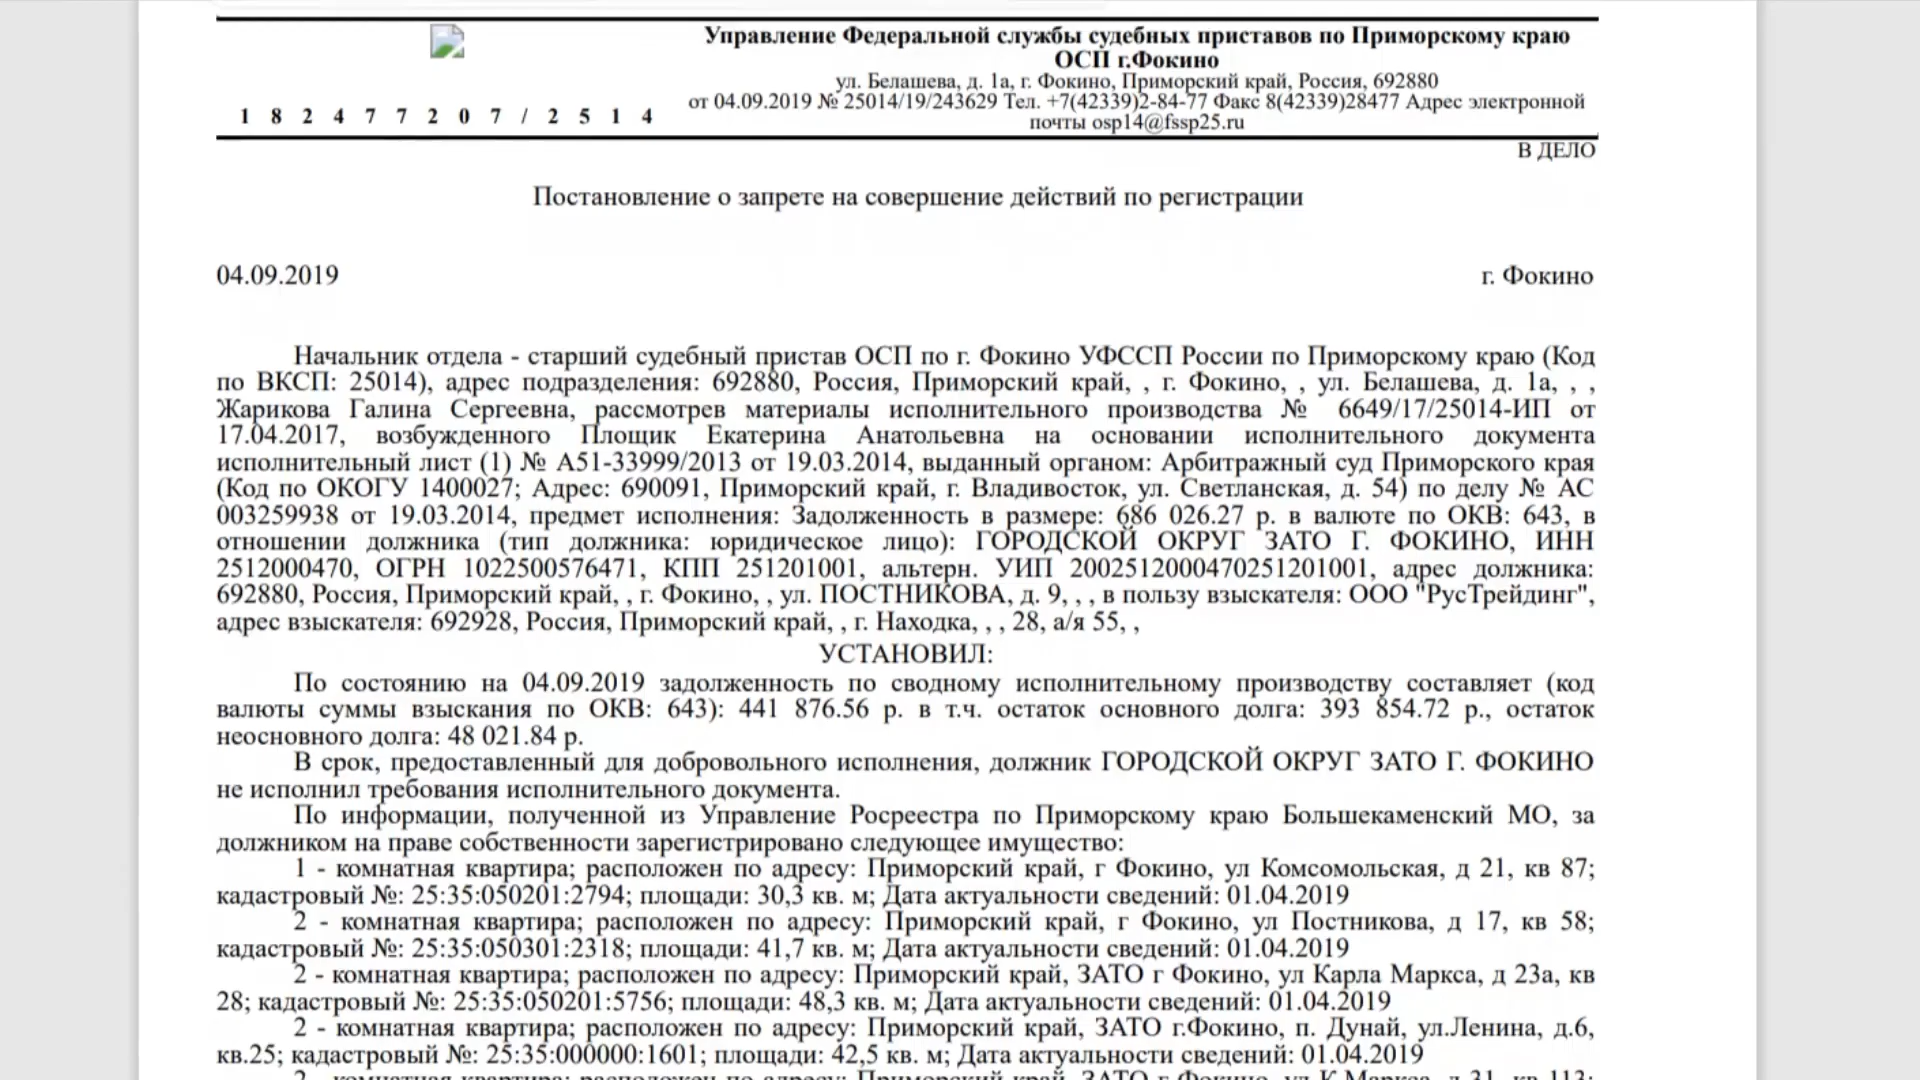 Управление Федеральной службы судебных приставов по Приморскому краю
ОСП г.Фокино
ул. Белашева, д. 1а, г. Фокино, Приморский край, Россия, 692880
от 04.09.2019 № 25014/19/243629 Тел. +7(42339)2-84-77 Факс 8(42339)28477 Адрес электронной
почты osp14@fssp25.ru
1 8 2 4 7 7 2 0 7 / 2 5 1 4
В ДЕЛО
Постановление о запрете на совершение действий по регистрации
04.09.2019 г. Фокино
Начальник отдела - старший судебный пристав ОСП по г. Фокино УФССП России по Приморскому краю (Код
по ВКСП: 25014), адрес подразделения: 692880, Россия, Приморский край, , г. Фокино, , ул. Белашева, д. 1а, , ,
Жарикова Галина Сергеевна, рассмотрев материалы исполнительного производства № 6649/17/25014-ИП от
17.04.2017, возбужденного Площик Екатерина Анатольевна на основании исполнительного документа
исполнительный лист (1) № А51-33999/2013 от 19.03.2014, выданный органом: Арбитражный суд Приморского края
(Код по ОКОГУ 1400027; Адрес: 690091, Приморский край, г. Владивосток, ул. Светланская, д. 54) по делу № АС
003259938 от 19.03.2014, предмет исполнения: Задолженность в размере: 686 026.27 р. в валюте по ОКВ: 643, в
отношении должника (тип должника: юридическое лицо): ГОРОДСКОЙ ОКРУГ ЗАТО Г. ФОКИНО, ИНН
2512000470, ОГРН 1022500576471, КПП 251201001, альтерн. УИП 2002512000470251201001, адрес должника:
692880, Россия, Приморский край, , г. Фокино, , ул. ПОСТНИКОВА, д. 9, , , в пользу взыскателя: ООО "РусТрейдинг",
адрес взыскателя: 692928, Россия, Приморский край, , г. Находка, , , 28, а/я 55, ,
УСТАНОВИЛ:
По состоянию на 04.09.2019 задолженность по сводному исполнительному производству составляет (код
валюты суммы взыскания по ОКВ: 643): 441 876.56 р. в т.ч. остаток основного долга: 393 854.72 р., остаток
неосновного долга: 48 021.84 р.
В срок, предоставленный для добровольного исполнения, должник ГОРОДСКОЙ ОКРУГ ЗАТО Г. ФОКИНО
не исполнил требования исполнительного документа.
По информации, полученной из Управление Росреестра по Приморскому краю Большекаменский МО, за
должником на праве собственности зарегистрировано следующее имущество:
1 - комнатная квартира; расположен по адресу: Приморский край, г Фокино, ул Комсомольская, д 21, кв 87;
кадастровый №: 25:35:050201:2794; площади: 30,3 кв. м; Дата актуальности сведений: 01.04.2019
2 - комнатная квартира; расположен по адресу: Приморский край, г Фокино, ул Постникова, д 17, кв 58;
кадастровый №: 25:35:050301:2318; площади: 41,7 кв. м; Дата актуальности сведений: 01.04.2019
2 - комнатная квартира; расположен по адресу: Приморский край, ЗАТО г Фокино, ул Карла Маркса, д 23а, кв
28; кадастровый №: 25:35:050201:5756; площади: 48,3 кв. м; Дата актуальности сведений: 01.04.2019
2 - комнатная квартира; расположен по адресу: Приморский край, ЗАТО г.Фокино, п. Дунай, ул.Ленина, д.6,
кв.25; кадастровый №: 25:35:000000:1601; площади: 42,5 кв. м; Дата актуальности сведений: 01.04.2019
2 - комнатная квартира; расположен по адресу: Приморский край, ЗАТО г Фокино, ул К.Маркса, д 31, кв 113;